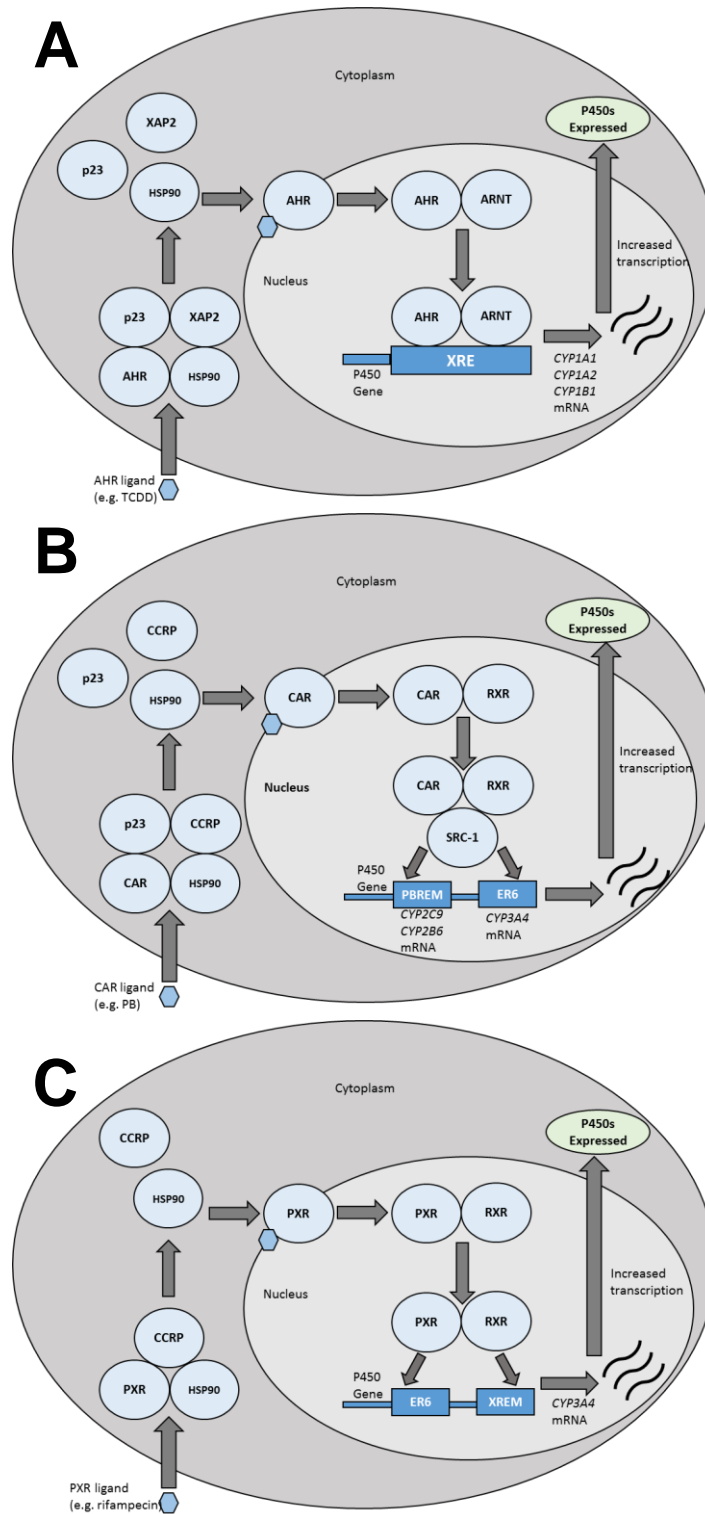 A
Cytoplasm
XAP2
P450s
Expressed
p23
HSP90
AHR
AHR
ARNT
Increased
transcription
Nucleus
p23
XAP2
AHR
ARNT
XRE
AHR
HSP90
P450
Gene
CYP1A1
CYP1A2
CYP1B1
mRNA
AHR ligand
(e.g. TCDD)
B
Cytoplasm
CCRP
P450s
Expressed
p23
HSP90
CAR
CAR
RXR
Increased
transcription
Nucleus
CAR
RXR
p23
CCRP
SRC-1
CAR
HSP90
P450
Gene
PBREM
ER6
CYP2C9
CYP2B6
mRNA
CYP3A4
mRNA
CAR ligand
(e.g. PB)
C
Cytoplasm
P450s
Expressed
CCRP
HSP90
PXR
PXR
RXR
Increased
transcription
Nucleus
PXR
RXR
CCRP
PXR
HSP90
P450
Gene
ER6
XREM
CYP3A4
mRNA
PXR ligand
(e.g. rifampecin)